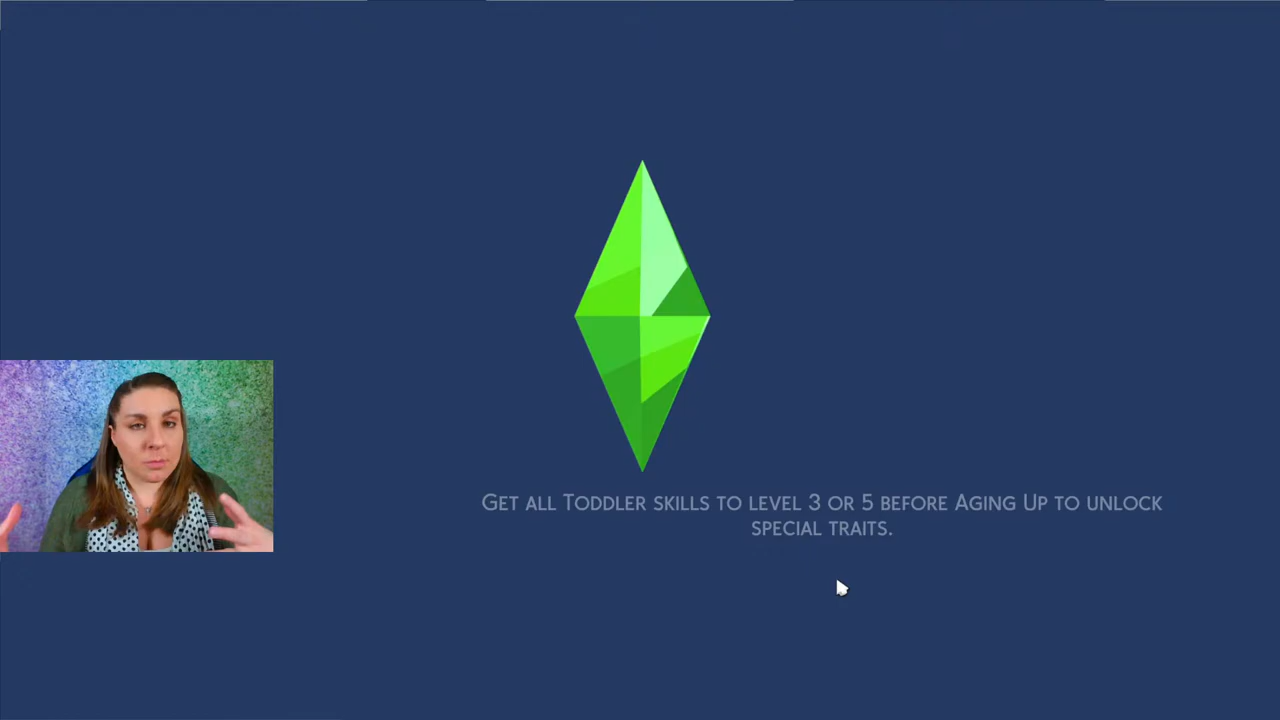 Get all Toddler skills to level 3 or 5 before Aging Up to unlock
special traits.